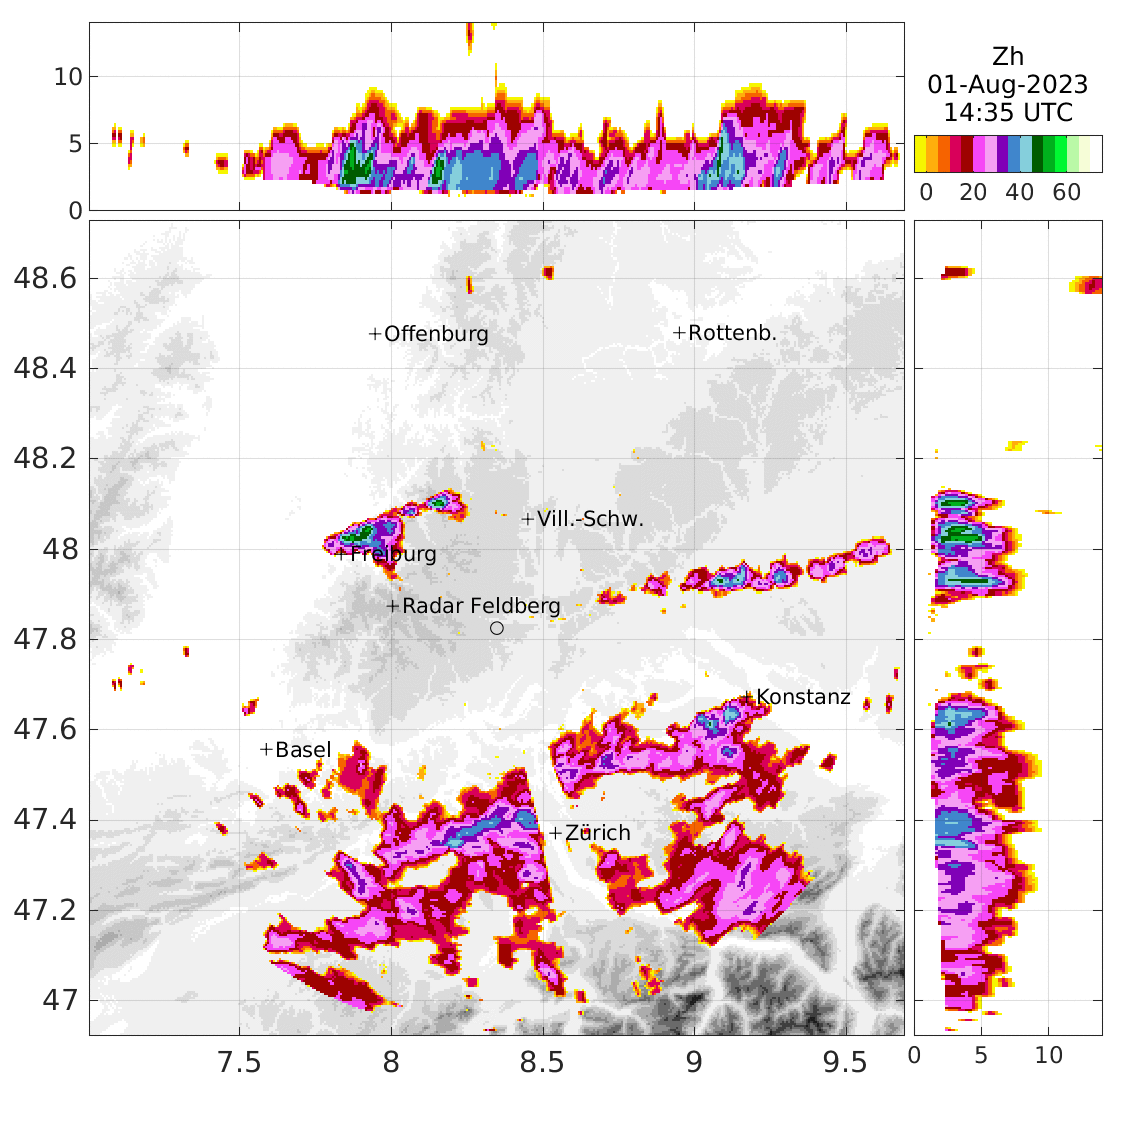 Zh
01-Aug-2023
14:35 UTC
10
5
0
0 20 40 60
48.6
48.4
48.2
48
47.8
47.6
47.4
47.2
47
+Offenburg
+Rottenb.
+Vill.-Schw.
+Freiburg
+Radar Feldberg
+Konstanz
+Basel
+Zürich
7.5 8 8.5 9 9.5
0 5 10